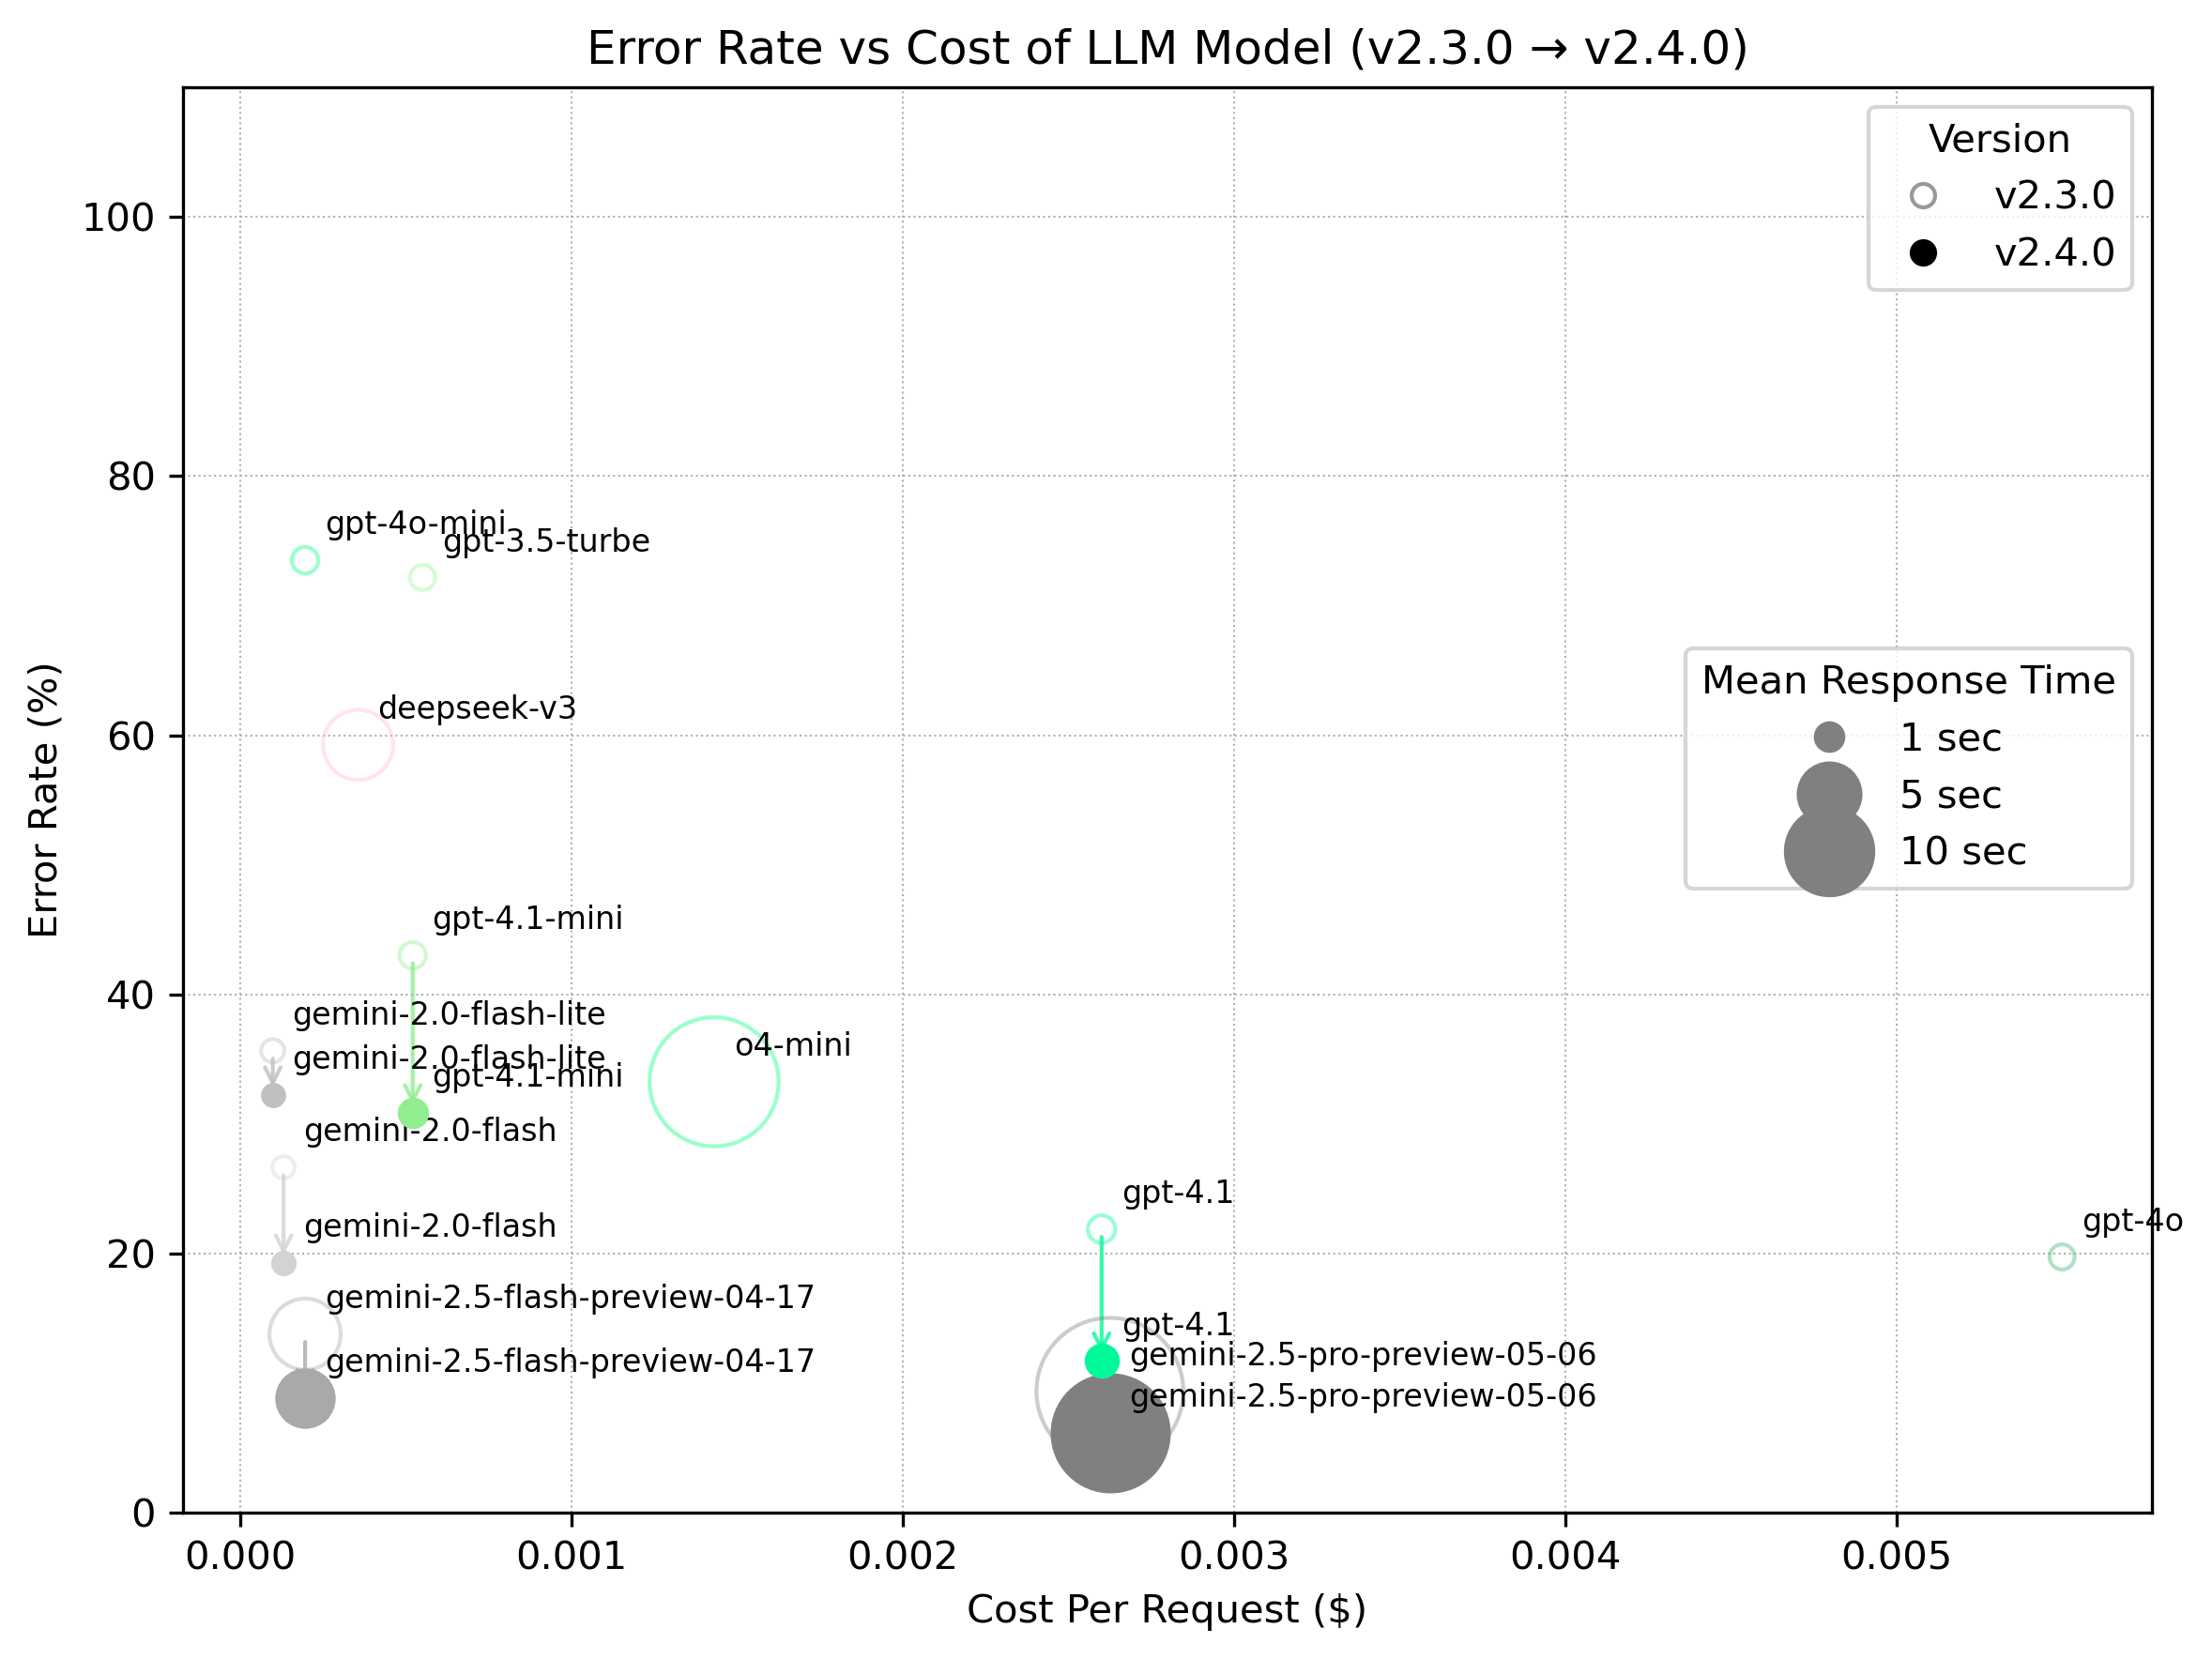 Error Rate vs Cost of LLM Model (v2.3.0 → v2.4.0)
Version
v2.3.0
v2.4.0
100
80
60
40
20
0
Error Rate (%)
gpt-4o-mini
gpt-3.5-turbe
deepseek-v3
Mean Response Time
1 sec
5 sec
10 sec
gpt-4.1-mini
gemini-2.0-flash-lite
o4-mini
gemini-2.0-flash-lite
gpt-4.1-mini
gemini-2.0-flash
gpt-4.1
gpt-4o
gemini-2.0-flash
gemini-2.5-flash-preview-04-17
gpt-4.1
gemini-2.5-pro-preview-05-06
gemini-2.5-flash-preview-04-17
gemini-2.5-pro-preview-05-06
0.000
0.001
0.002
0.003
0.004
0.005
Cost Per Request ($)